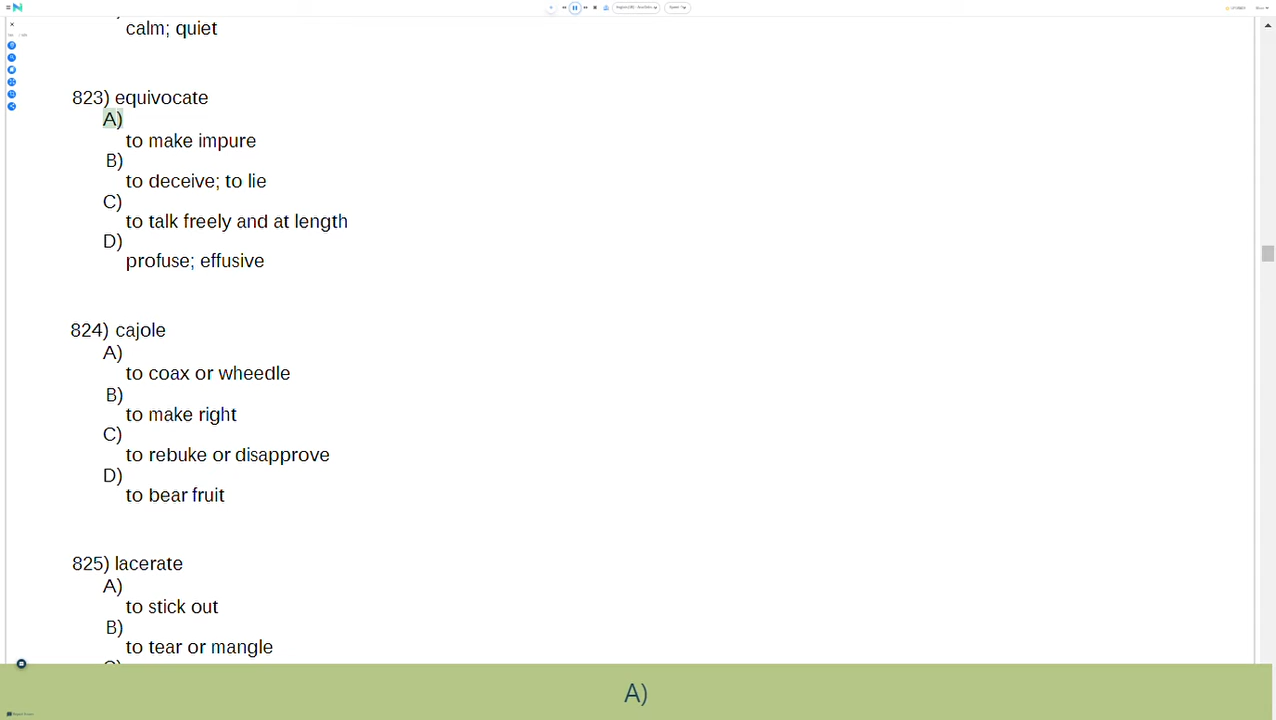 calm; quiet
823) equivocate
A)
to make impure
B)
to deceive; to lie
C)
to talk freely and at length
D)
profuse; effusive
824) cajole
A)
to coax or wheedle
B)
to make right
C)
to rebuke or disapprove
D)
to bear fruit
825) lacerate
A)
to stick out
B)
to tear or mangle
A)